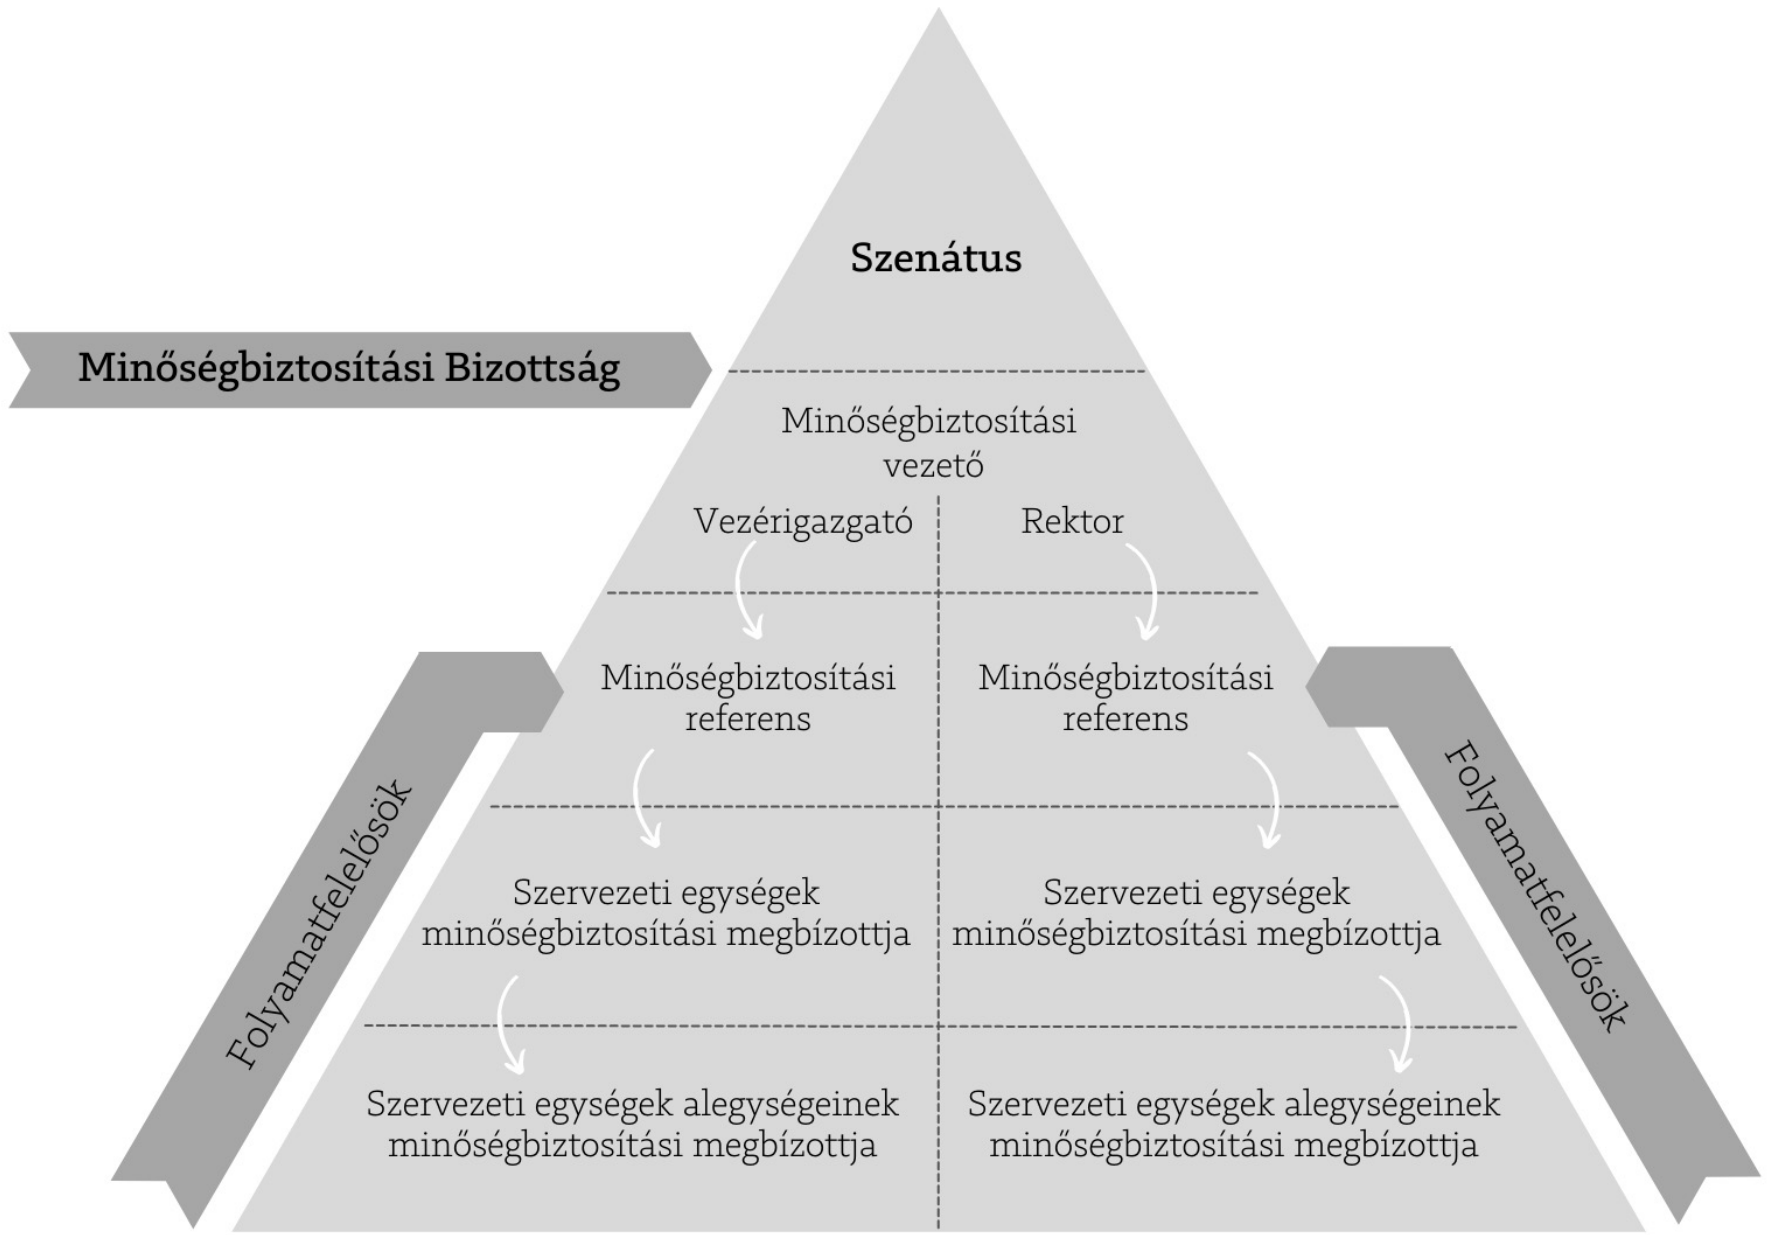 Szenátus
Minőségbiztosítási Bizottság
Minőségbiztosítási
vezető
Vezérigazgató
Rektor
Minőségbiztosítási
referens
Minőségbiztosítási
referens
Folyamatfelelősök
Folyamatfelelősök
Szervezeti egységek
minőségbiztosítási megbízottja
Szervezeti egységek
minőségbiztosítási megbízottja
Szervezeti egységek alegységeinek
minőségbiztosítási megbízottja
Szervezeti egységek alegységeinek
minőségbiztosítási megbízottja